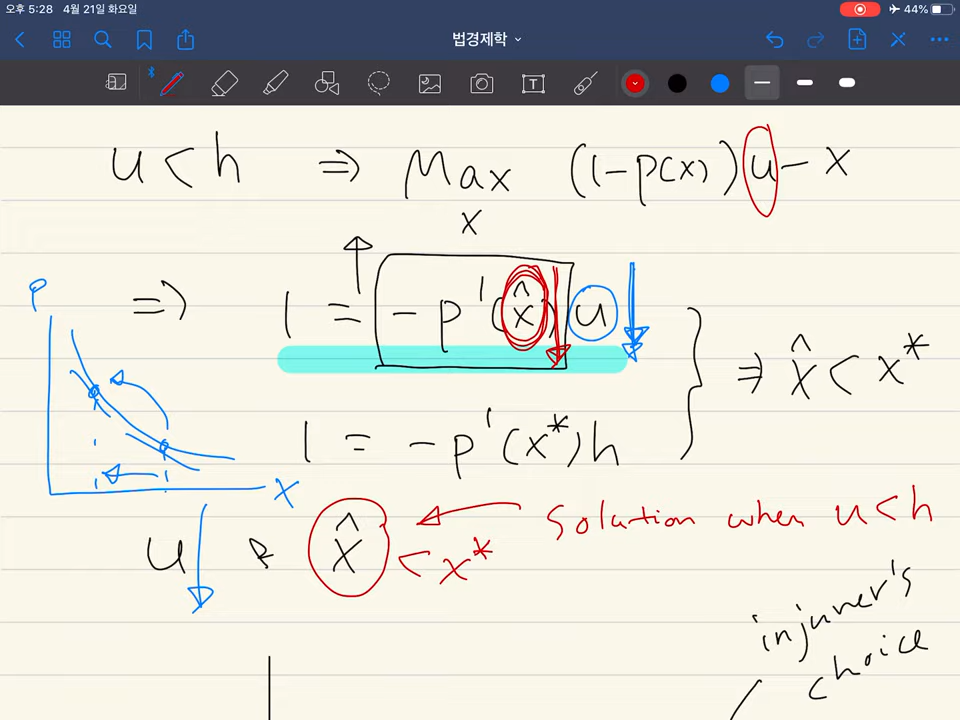 오후 5:28 4월 21일 화요일
44%
법경제학
u < h ⇒ Max (1-p(x))u - x
x
⇒ 1 = -p'(x̂)u
1 = -p'(x*)h
⇒ x̂ < x*
P
x
u & x̂ < x*
Solution when u < h
injurer's
choice